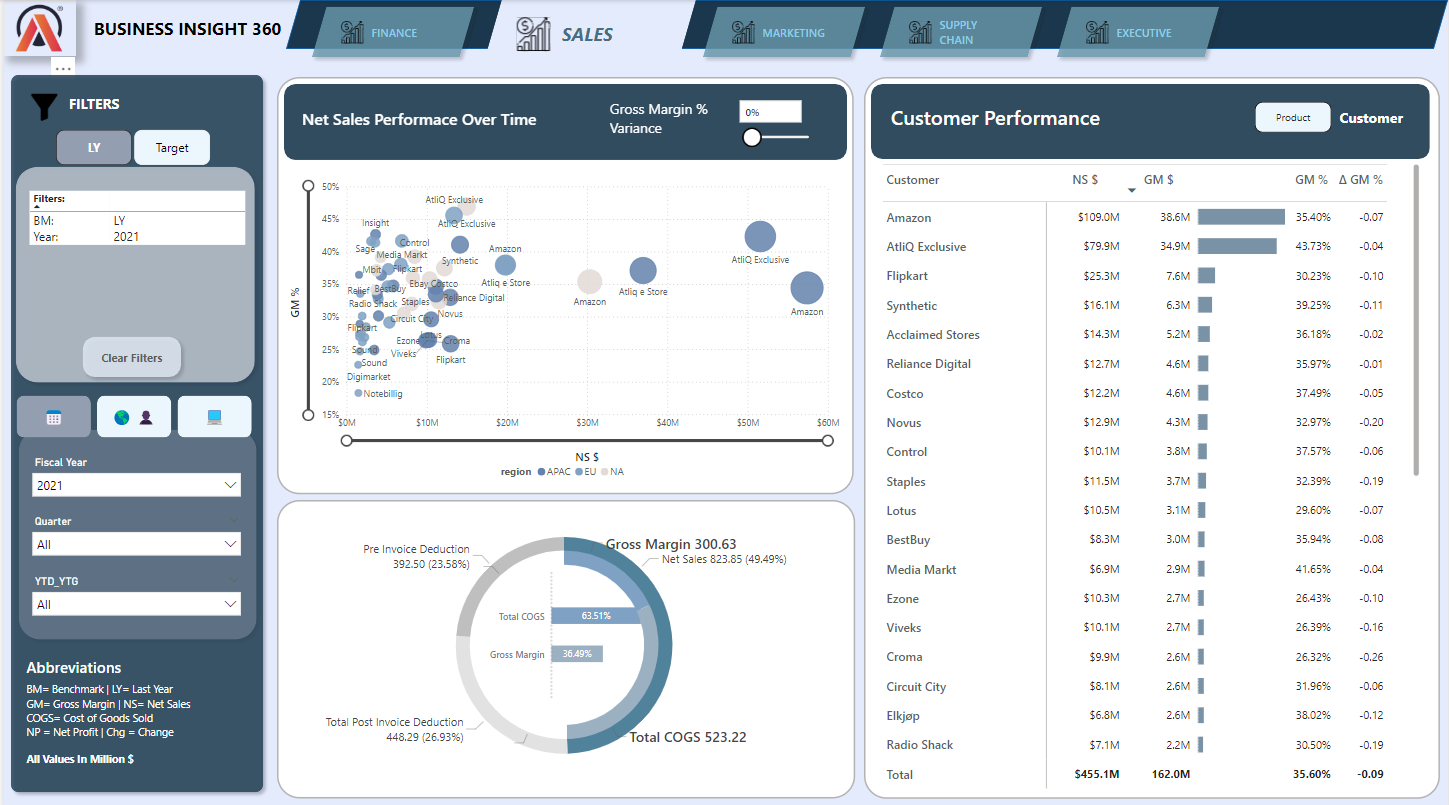 BUSINESS INSIGHT 360
FINANCE
SALES
MARKETING
SUPPLY
CHAIN
EXECUTIVE
...
FILTERS
LY
Target
Filters:
BM: LY
Year: 2021
Clear Filters
Fiscal Year
2021
Quarter
All
YTD_YTG
All
Abbreviations
BM= Benchmark | LY= Last Year
GM= Gross Margin | NS= Net Sales
COGS= Cost of Goods Sold
NP = Net Profit | Chg = Change
All Values In Million $
Net Sales Performace Over Time
Gross Margin %
Variance
0%
GM %
50%
45%
40%
35%
30%
25%
20%
15%
AtliQ Exclusive
AtliQ Exclusive
Insight
Control
Sage
Media Markt
Synthetic
Amazon
AtliQ Exclusive
Mbit
Flipkart
Ebay
Costco
Atliq e Store
Atliq e Store
Relief
BestBuy
Reliance Digital
Amazon
Amazon
Radio Shack
Staples
Novus
Circuit City
Flipkart
Lotus
Ezone
Croma
Sound
Viveks
Flipkart
Sound
Digimarket
Notebillig
$0M $10M $20M $30M $40M $50M $60M
NS $
region APAC EU NA
Pre Invoice Deduction
392.50 (23.58%)
Gross Margin 300.63
Net Sales 823.85 (49.49%)
Total COGS 63.51%
Gross Margin 36.49%
Total Post Invoice Deduction
448.29 (26.93%)
Total COGS 523.22
Customer Performance
Product
Customer
Customer NS $ GM $ GM % Δ GM %
Amazon $109.0M 38.6M 35.40% -0.07
AtliQ Exclusive $79.9M 34.9M 43.73% -0.04
Flipkart $25.3M 7.6M 30.23% -0.10
Synthetic $16.1M 6.3M 39.25% -0.11
Acclaimed Stores $14.3M 5.2M 36.18% -0.02
Reliance Digital $12.7M 4.6M 35.97% -0.01
Costco $12.2M 4.6M 37.49% -0.05
Novus $12.9M 4.3M 32.97% -0.20
Control $10.1M 3.8M 37.57% -0.06
Staples $11.5M 3.7M 32.39% -0.19
Lotus $10.5M 3.1M 29.60% -0.07
BestBuy $8.3M 3.0M 35.94% -0.08
Media Markt $6.9M 2.9M 41.65% -0.04
Ezone $10.3M 2.7M 26.43% -0.10
Viveks $10.1M 2.7M 26.39% -0.16
Croma $9.9M 2.6M 26.32% -0.26
Circuit City $8.1M 2.6M 31.96% -0.06
Elkjøp $6.8M 2.6M 38.02% -0.12
Radio Shack $7.1M 2.2M 30.50% -0.19
Total $455.1M 162.0M 35.60% -0.09